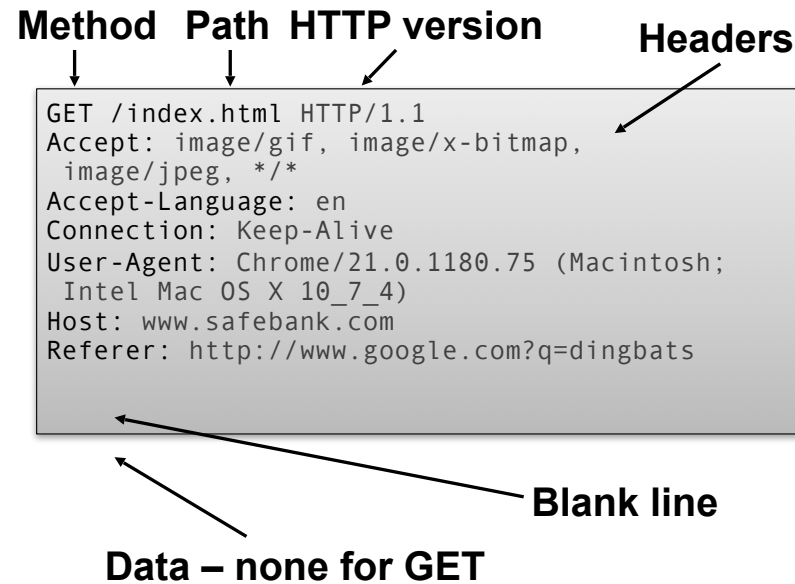 Method Path HTTP version Headers
GET /index.html HTTP/1.1
Accept: image/gif, image/x-bitmap,
image/jpeg, */*
Accept-Language: en
Connection: Keep-Alive
User-Agent: Chrome/21.0.1180.75 (Macintosh;
Intel Mac OS X 10_7_4)
Host: www.safebank.com
Referer: http://www.google.com?q=dingbats
Blank line
Data – none for GET